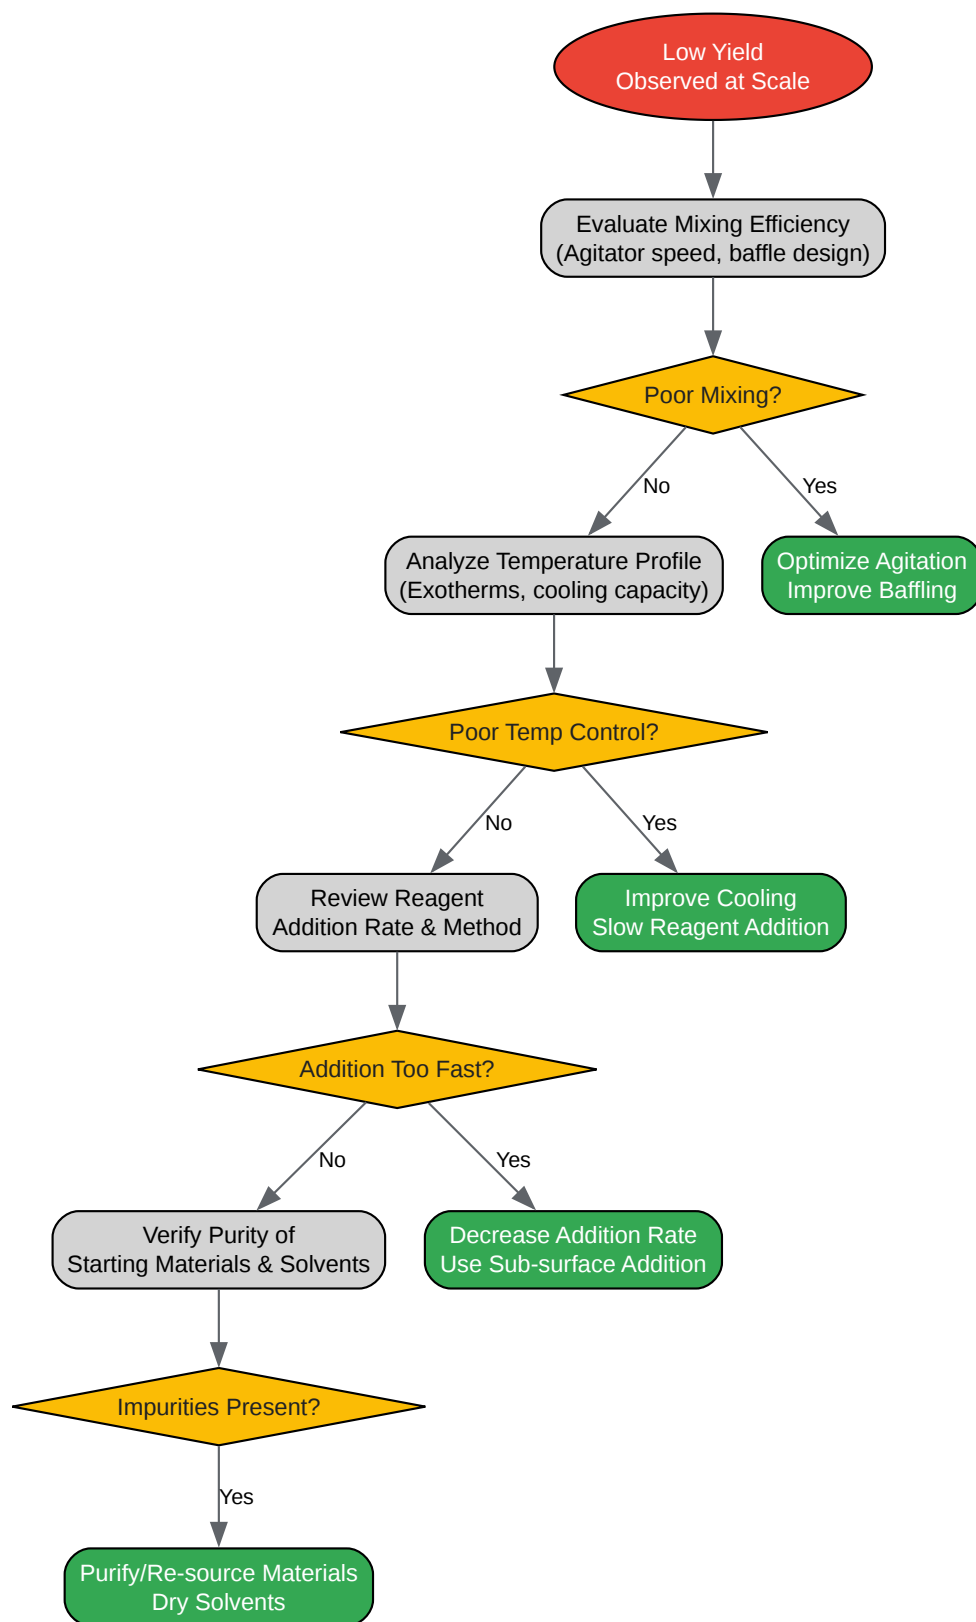 Low Yield
Observed at Scale
Evaluate Mixing Efficiency
(Agitator speed, baffle design)
Poor Mixing?
No
Yes
Analyze Temperature Profile
(Exotherms, cooling capacity)
Optimize Agitation
Improve Baffling
Poor Temp Control?
No
Yes
Review Reagent
Addition Rate & Method
Improve Cooling
Slow Reagent Addition
Addition Too Fast?
No
Yes
Verify Purity of
Starting Materials & Solvents
Decrease Addition Rate
Use Sub-surface Addition
Impurities Present?
Yes
Purify/Re-source Materials
Dry Solvents